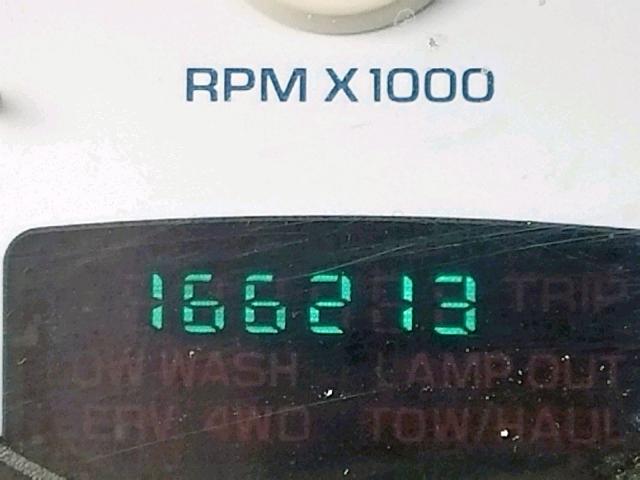 RPM X1000
166213 TRIP
LOW WASH LAMP OUT
SERV 4WD TOW/HAUL